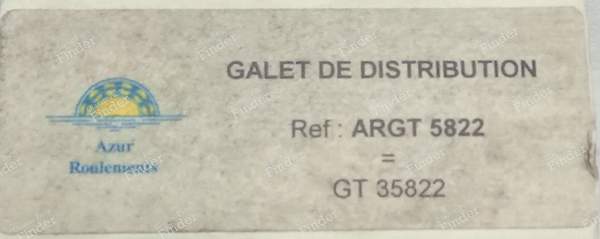 GALET DE DISTRIBUTION
Ref : ARGT 5822
=
GT 35822
Azur
Roulements